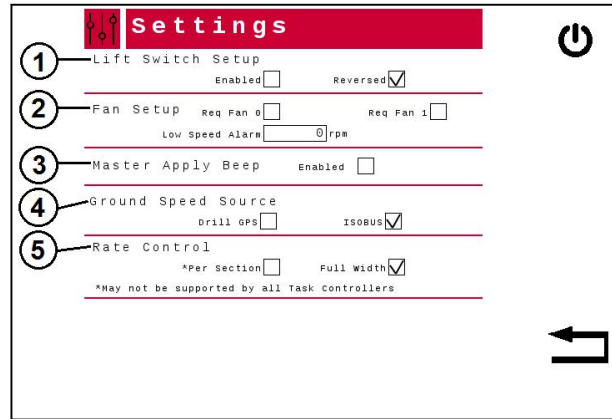 Settings
1 Lift Switch Setup
Enabled Reversed
2 Fan Setup Req Fan 0 Req Fan 1
Low Speed Alarm 0 rpm
3 Master Apply Beep Enabled
4 Ground Speed Source
Drill GPS ISOBUS
5 Rate Control
*Per Section Full Width
*May not be supported by all Task Controllers